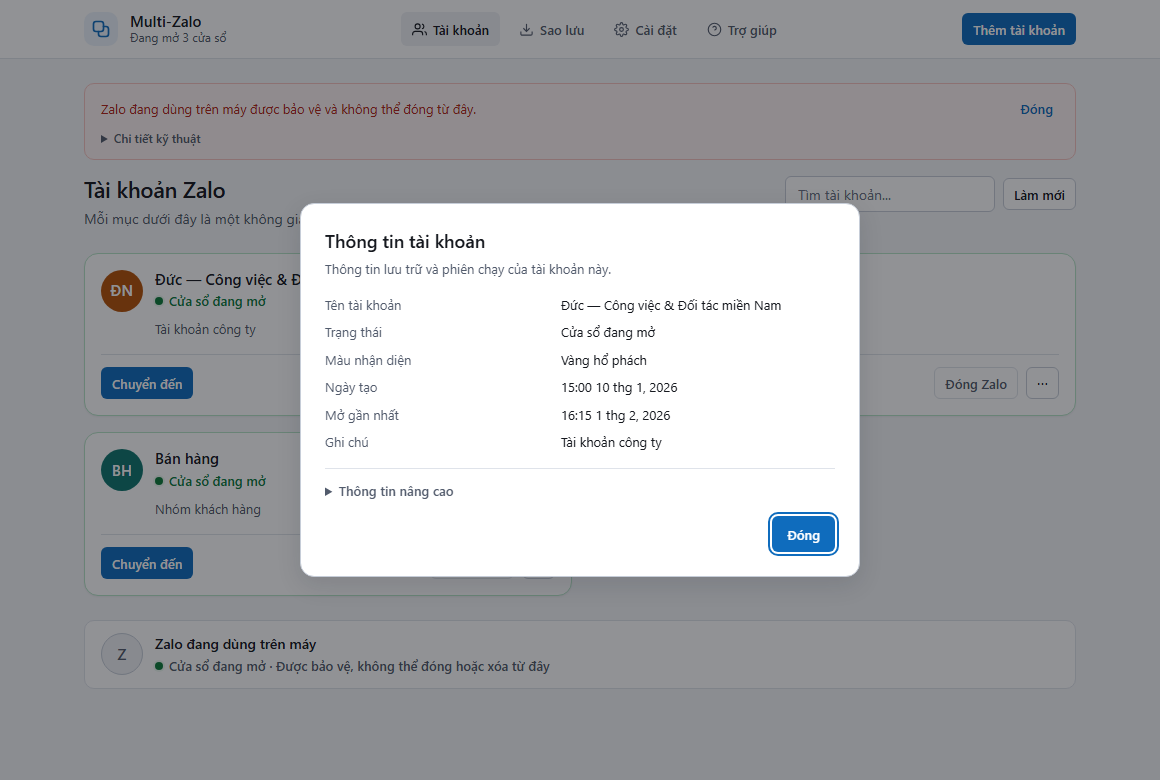 Multi-Zalo
Đang mở 3 cửa sổ
Tài khoản
Sao lưu
Cài đặt
Trợ giúp
Thêm tài khoản
Zalo đang dùng trên máy được bảo vệ và không thể đóng từ đây.
Đóng
Chi tiết kỹ thuật
Tài khoản Zalo
Mỗi mục dưới đây là một không
Tìm tài khoản...
Làm mới
ĐN
Đức — Công việc &
Cửa sổ đang mở
Tài khoản công ty
Chuyển đến
Đóng Zalo
...
BH
Bán hàng
Cửa sổ đang mở
Nhóm khách hàng
Chuyển đến
Thông tin tài khoản
Thông tin lưu trữ và phiên chạy của tài khoản này.
Tên tài khoản Đức — Công việc & Đối tác miền Nam
Trạng thái Cửa sổ đang mở
Màu nhận diện Vàng hổ phách
Ngày tạo 15:00 10 thg 1, 2026
Mở gần nhất 16:15 1 thg 2, 2026
Ghi chú Tài khoản công ty
Thông tin nâng cao
Đóng
Z
Zalo đang dùng trên máy
Cửa sổ đang mở · Được bảo vệ, không thể đóng hoặc xóa từ đây